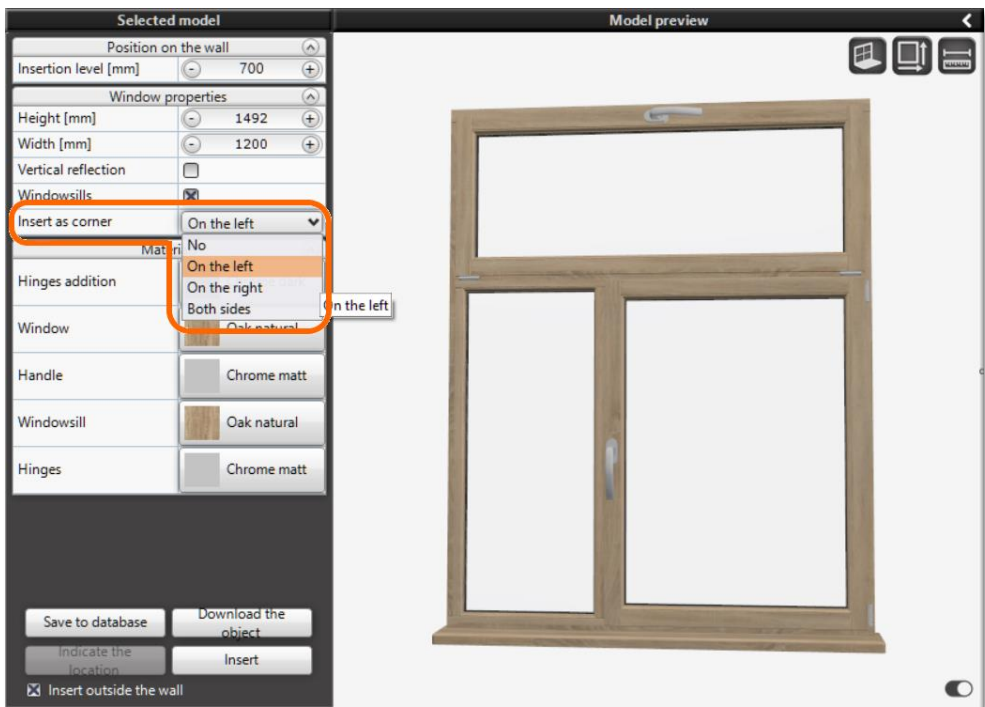 Selected model
Model preview
Position on the wall
Insertion level [mm] 700
Window properties
Height [mm] 1492
Width [mm] 1200
Vertical reflection
Windowsills
Insert as corner On the left
No
On the left
On the right
Both sides
On the left
Hinges addition
Window Oak natural
Handle Chrome matt
Windowsill Oak natural
Hinges Chrome matt
Save to database
Download the
object
Indicate the
location
Insert
Insert outside the wall